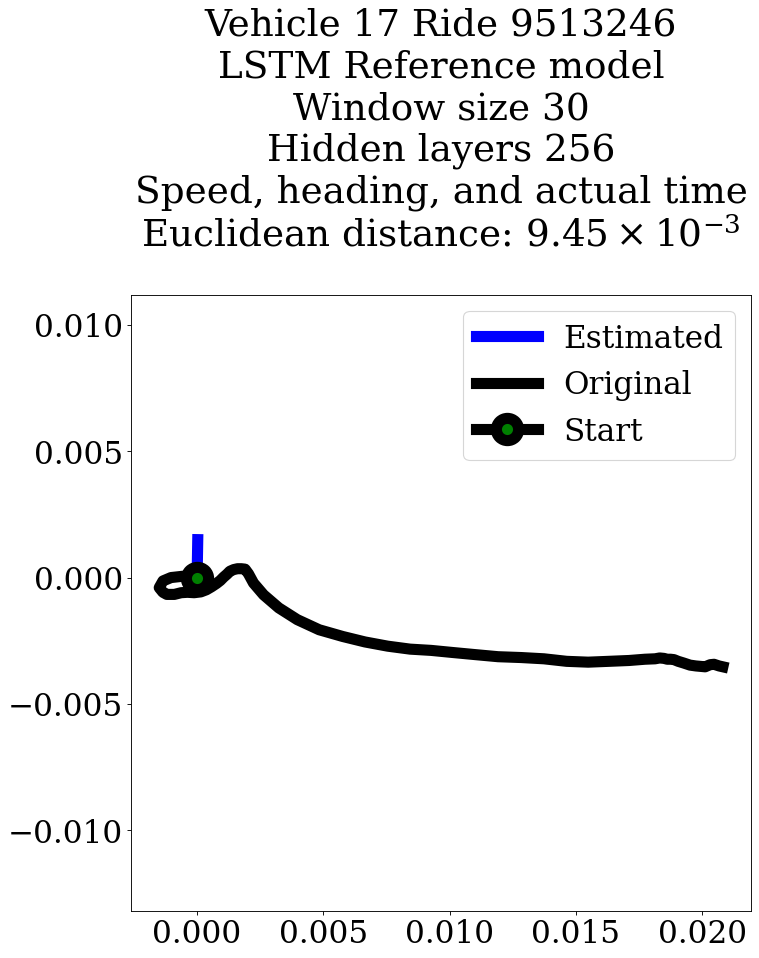 Vehicle 17 Ride 9513246
LSTM Reference model
Window size 30
Hidden layers 256
Speed, heading, and actual time
Euclidean distance: 9.45 × 10⁻³
Estimated
Original
Start
0.010
0.005
0.000
−0.005
−0.010
0.000 0.005 0.010 0.015 0.020